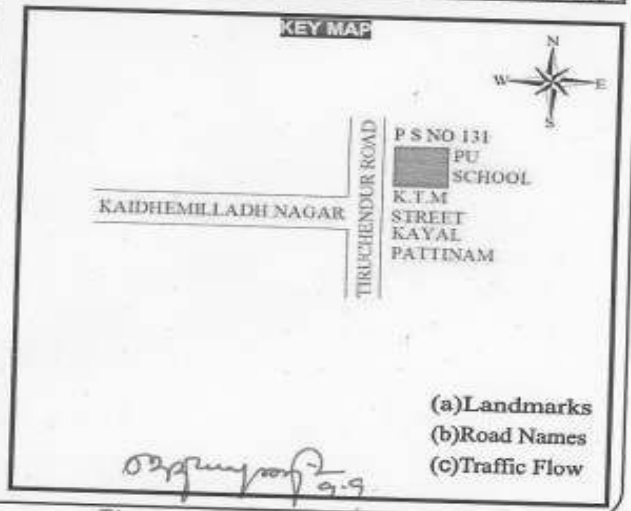 KEY MAP
N
W
E
S
P S NO 131
PU
SCHOOL
K.T.M
STREET
KAYAL
PATTINAM
TIRUCHENDUR ROAD
KAIDHEMILLADH NAGAR
(a)Landmarks
(b)Road Names
(c)Traffic Flow